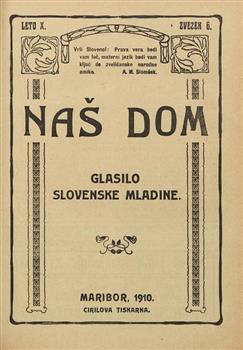 LETO X.
ZVEZEK 6.
Vrli Slovenci: Prava vera bodi
vam luč, materni jezik bodi vam
ključ do zveličanske narodne
omike. A. M. Slomšek.
NAŠ DOM
GLASILO
SLOVENSKE MLADINE.
MARIBOR, 1910.
CIRILOVA TISKARNA.